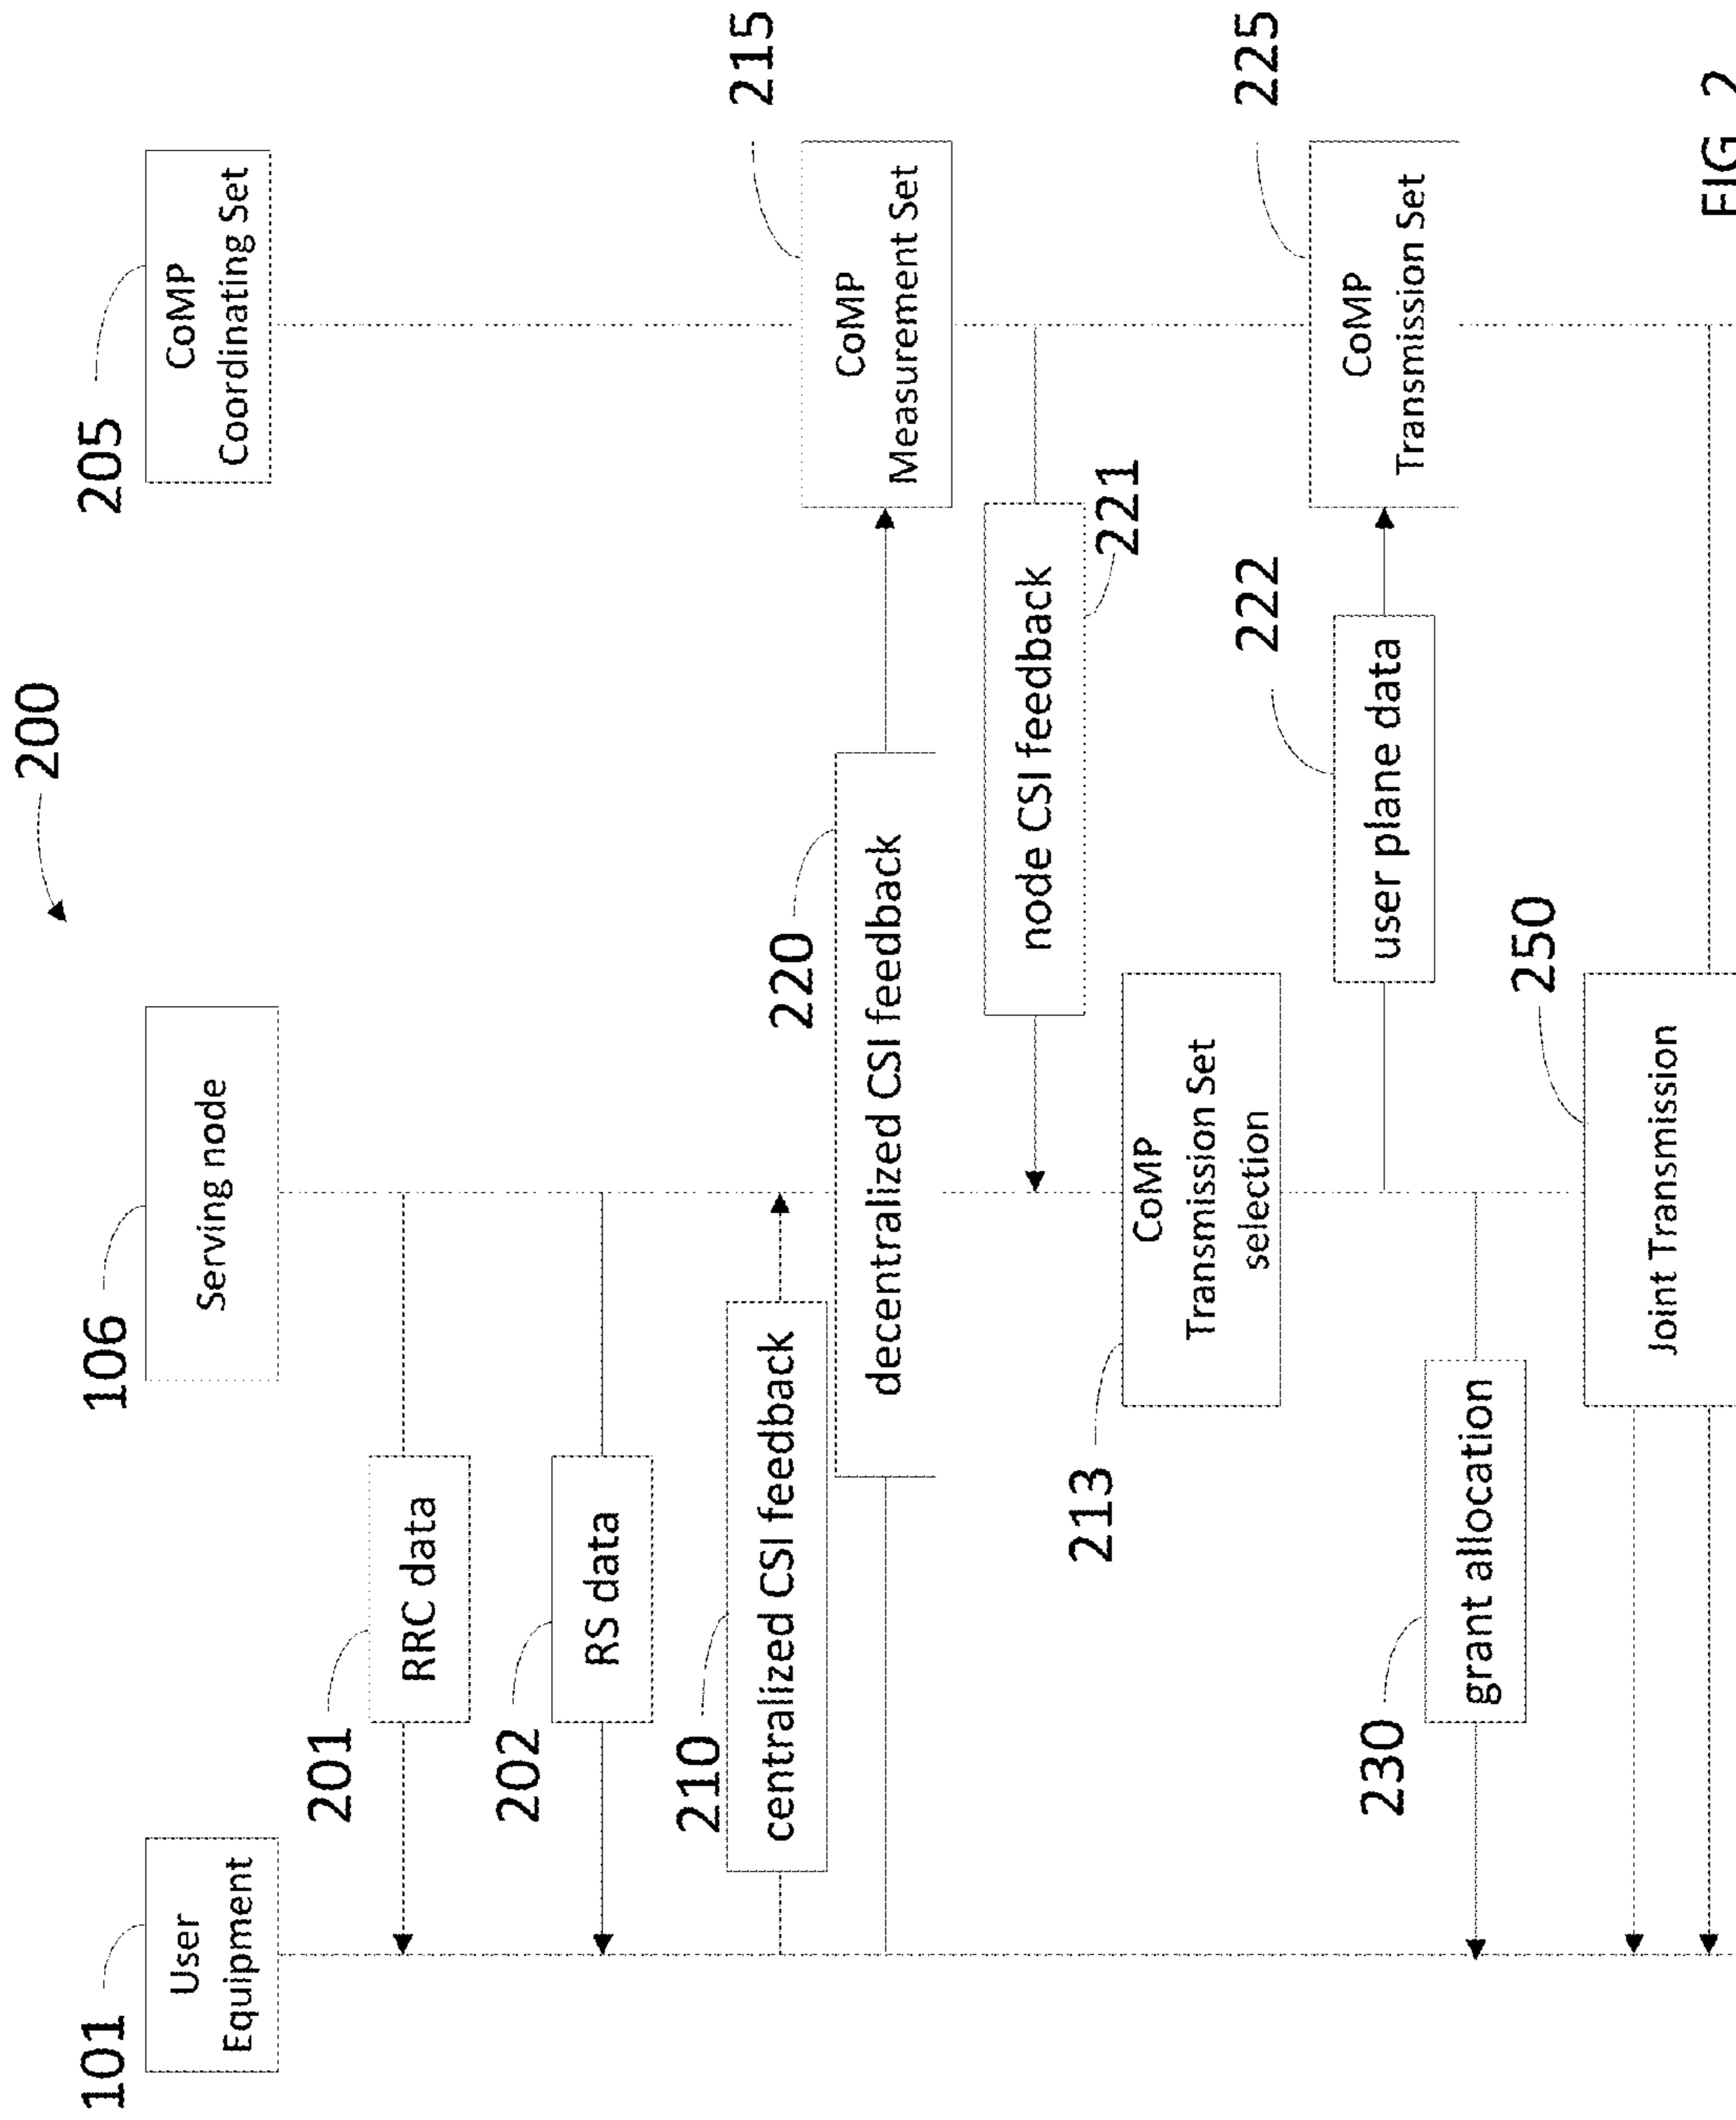 200
101
User
Equipment
106
Serving node
205
CoMP
Coordinating Set
201
RRC data
202
RS data
210
centralized CSI feedback
220
decentralized CSI feedback
215
CoMP
Measurement Set
node CSI feedback
221
213
CoMP
Transmission Set
selection
222
user plane data
225
CoMP
Transmission Set
230
grant allocation
250
Joint Transmission
FIG. 2